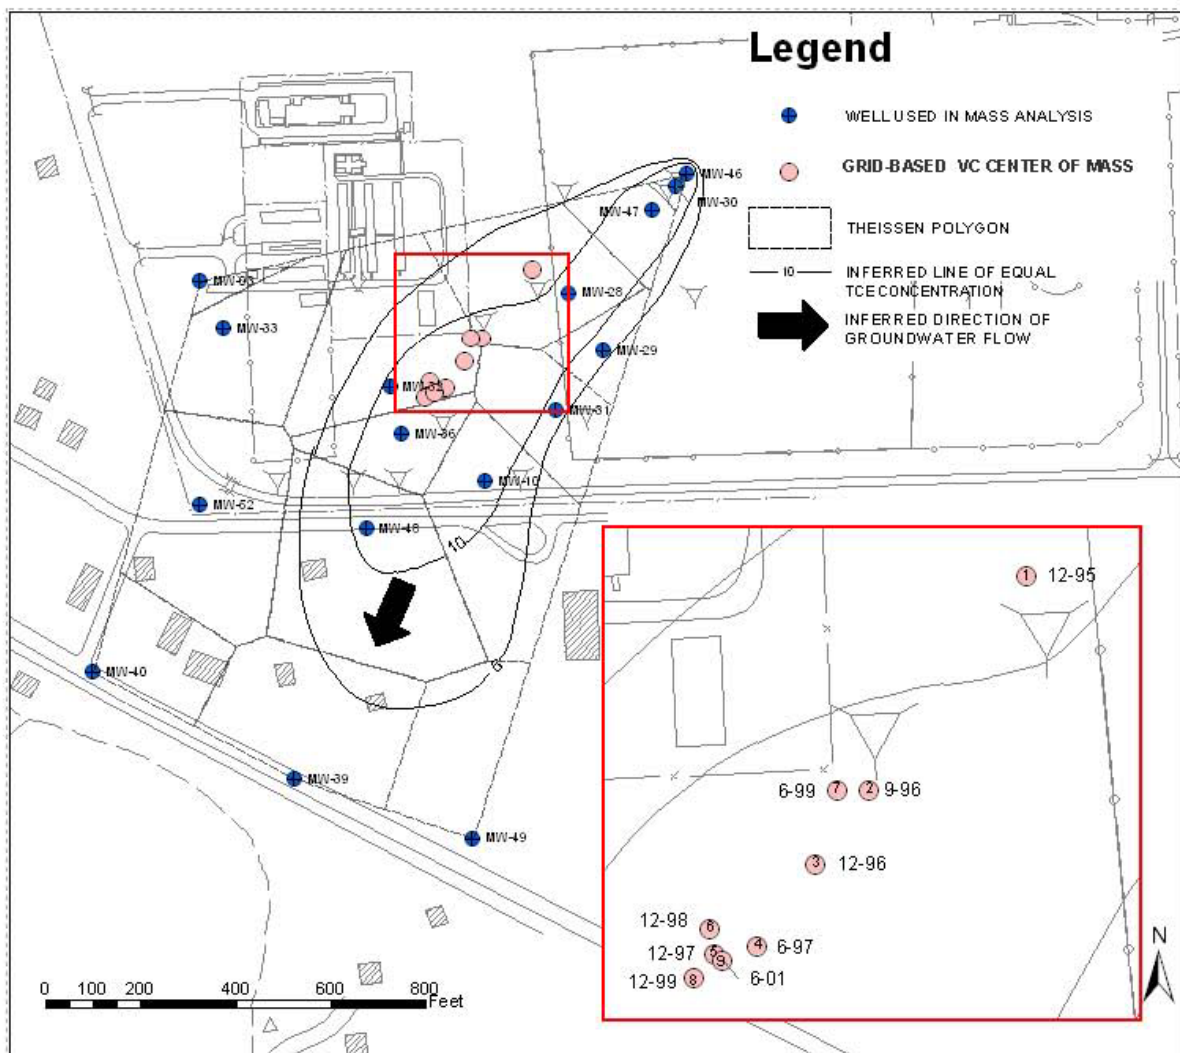 Legend
WELL USED IN MASS ANALYSIS
GRID-BASED VC CENTER OF MASS
THEISSEN POLYGON
10
INFERRED LINE OF EQUAL
TCE CONCENTRATION
INFERRED DIRECTION OF
GROUNDWATER FLOW
MW-46
MW-30
MW-47
MW-28
MW-33
MW-29
MW-32
MW-31
MW-36
MW-10
MW-52
MW-48
10
MW-40
MW-39
MW-49
1 12-95
6-99 7 2 9-96
3 12-96
12-98 6
4 6-97
12-97 5
9 6-01
12-99 8
N
0 100 200 400 600 800
Feet